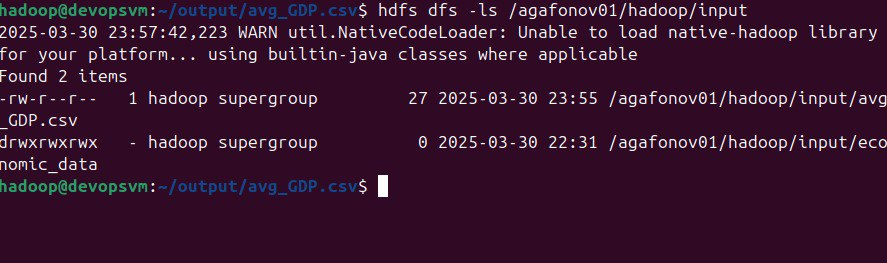 hadoop@devopsvm:~/output/avg_GDP.csv$ hdfs dfs -ls /agafonov01/hadoop/input
2025-03-30 23:57:42,223 WARN util.NativeCodeLoader: Unable to load native-hadoop library
for your platform... using builtin-java classes where applicable
Found 2 items
-rw-r--r--   1 hadoop supergroup         27 2025-03-30 23:55 /agafonov01/hadoop/input/avg
_GDP.csv
drwxrwxrwx   - hadoop supergroup          0 2025-03-30 22:31 /agafonov01/hadoop/input/eco
nomic_data
hadoop@devopsvm:~/output/avg_GDP.csv$